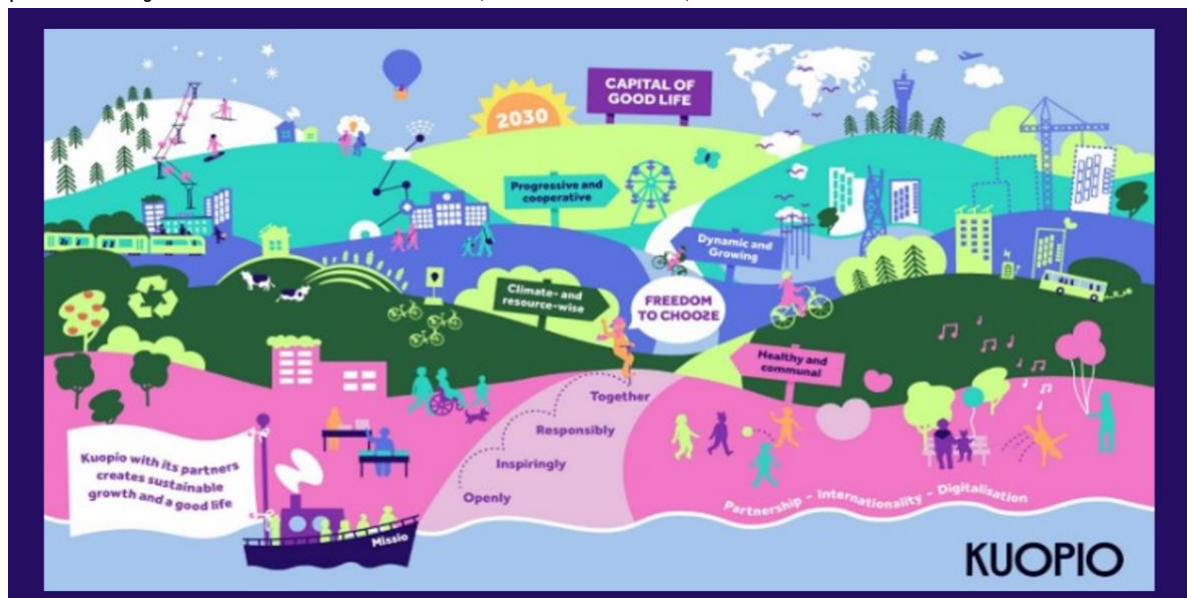 CAPITAL OF
GOOD LIFE
2030
Progressive and
cooperative
Dynamic and
Growing
Climate- and
resource-wise
FREEDOM
TO CHOOSE
Healthy and
communal
Together
Responsibly
Inspiringly
Openly
Kuopio with its partners
creates sustainable
growth and a good life
Partnership - Internationality - Digitalisation
Missio
KUOPIO